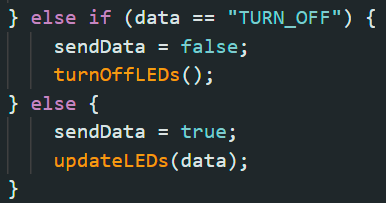 } else if (data == "TURN_OFF") {
    sendData = false;
    turnOffLEDs();
} else {
    sendData = true;
    updateLEDs(data);
}